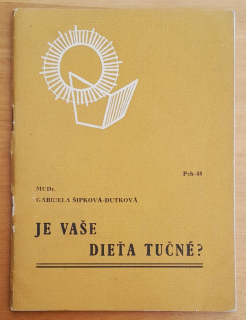 Pch-48
MUDr.
GABRIELA ŠIPKOVÁ-DUTKOVÁ
JE VAŠE
DIEŤA TUČNÉ?